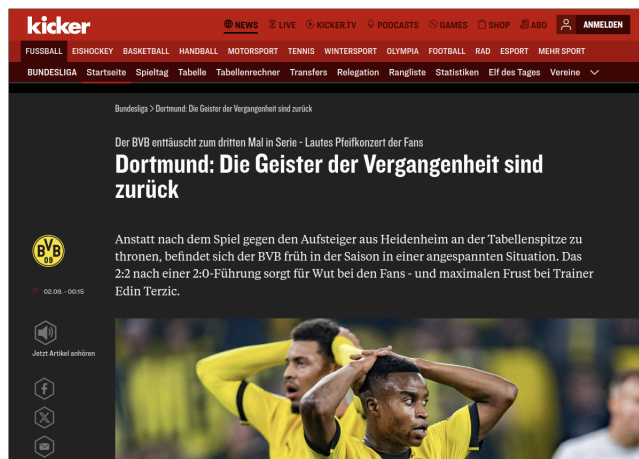 kicker
NEWS LIVE KICKER.TV PODCASTS GAMES SHOP ABO ANMELDEN
FUSSBALL EISHOCKEY BASKETBALL HANDBALL MOTORSPORT TENNIS WINTERSPORT OLYMPIA FOOTBALL RAD ESPORT MEHR SPORT
BUNDESLIGA Startseite Spieltag Tabelle Tabellenrechner Transfers Relegation Rangliste Statistiken Elf des Tages Vereine
Bundesliga > Dortmund: Die Geister der Vergangenheit sind zurück
Der BVB enttäuscht zum dritten Mal in Serie - Lautes Pfeifkonzert der Fans
Dortmund: Die Geister der Vergangenheit sind
zurück
BVB
09
Anstatt nach dem Spiel gegen den Aufsteiger aus Heidenheim an der Tabellenspitze zu
thronen, befindet sich der BVB früh in der Saison in einer angespannten Situation. Das
2:2 nach einer 2:0-Führung sorgt für Wut bei den Fans - und maximalen Frust bei Trainer
Edin Terzic.
02.09. - 00:15
Jetzt Artikel anhören